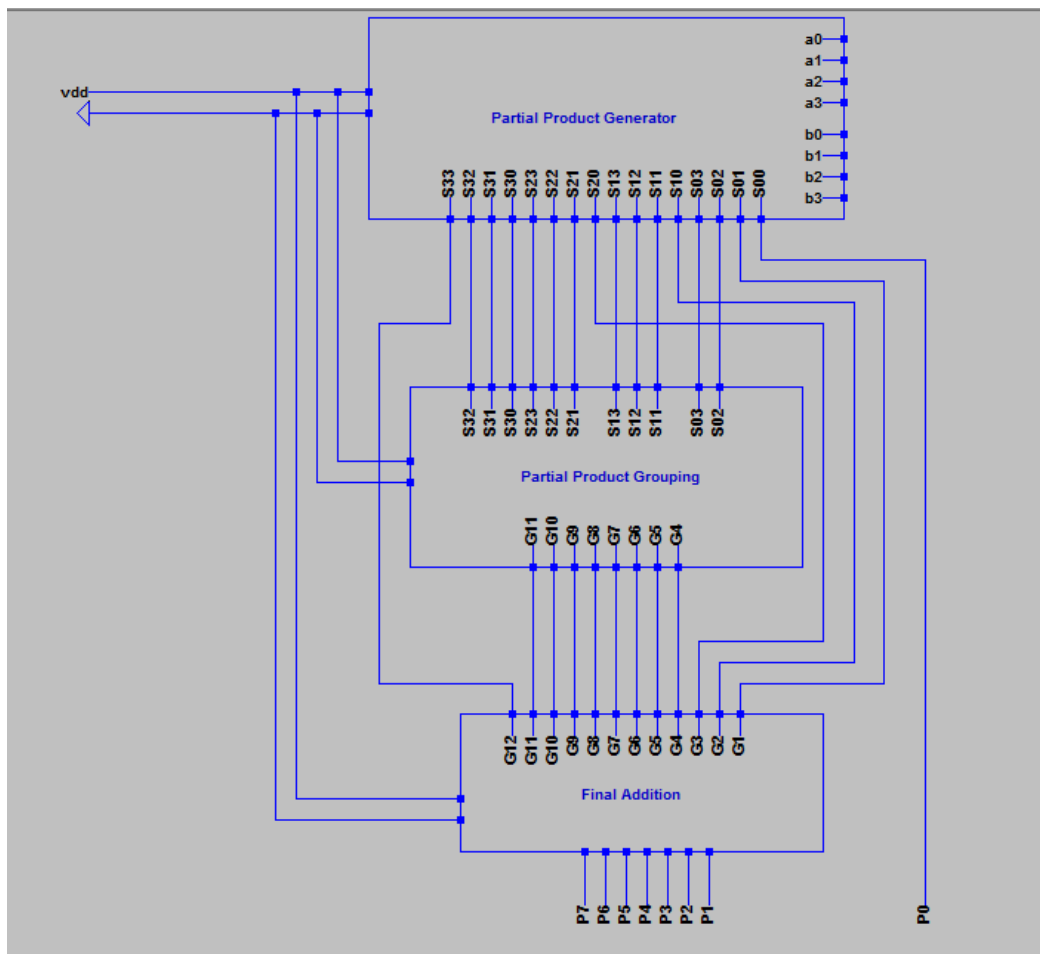 a0
a1
a2
a3
vdd
Partial Product Generator
b0
b1
b2
b3
S33 S32 S31 S30 S23 S22 S21 S20 S13 S12 S11 S10 S03 S02 S01 S00
S32 S31 S30 S23 S22 S21 S13 S12 S11 S03 S02
Partial Product Grouping
G11 G10 G9 G8 G7 G6 G5 G4
G12 G11 G10 G9 G8 G7 G6 G5 G4 G3 G2 G1
Final Addition
P7 P6 P5 P4 P3 P2 P1 P0